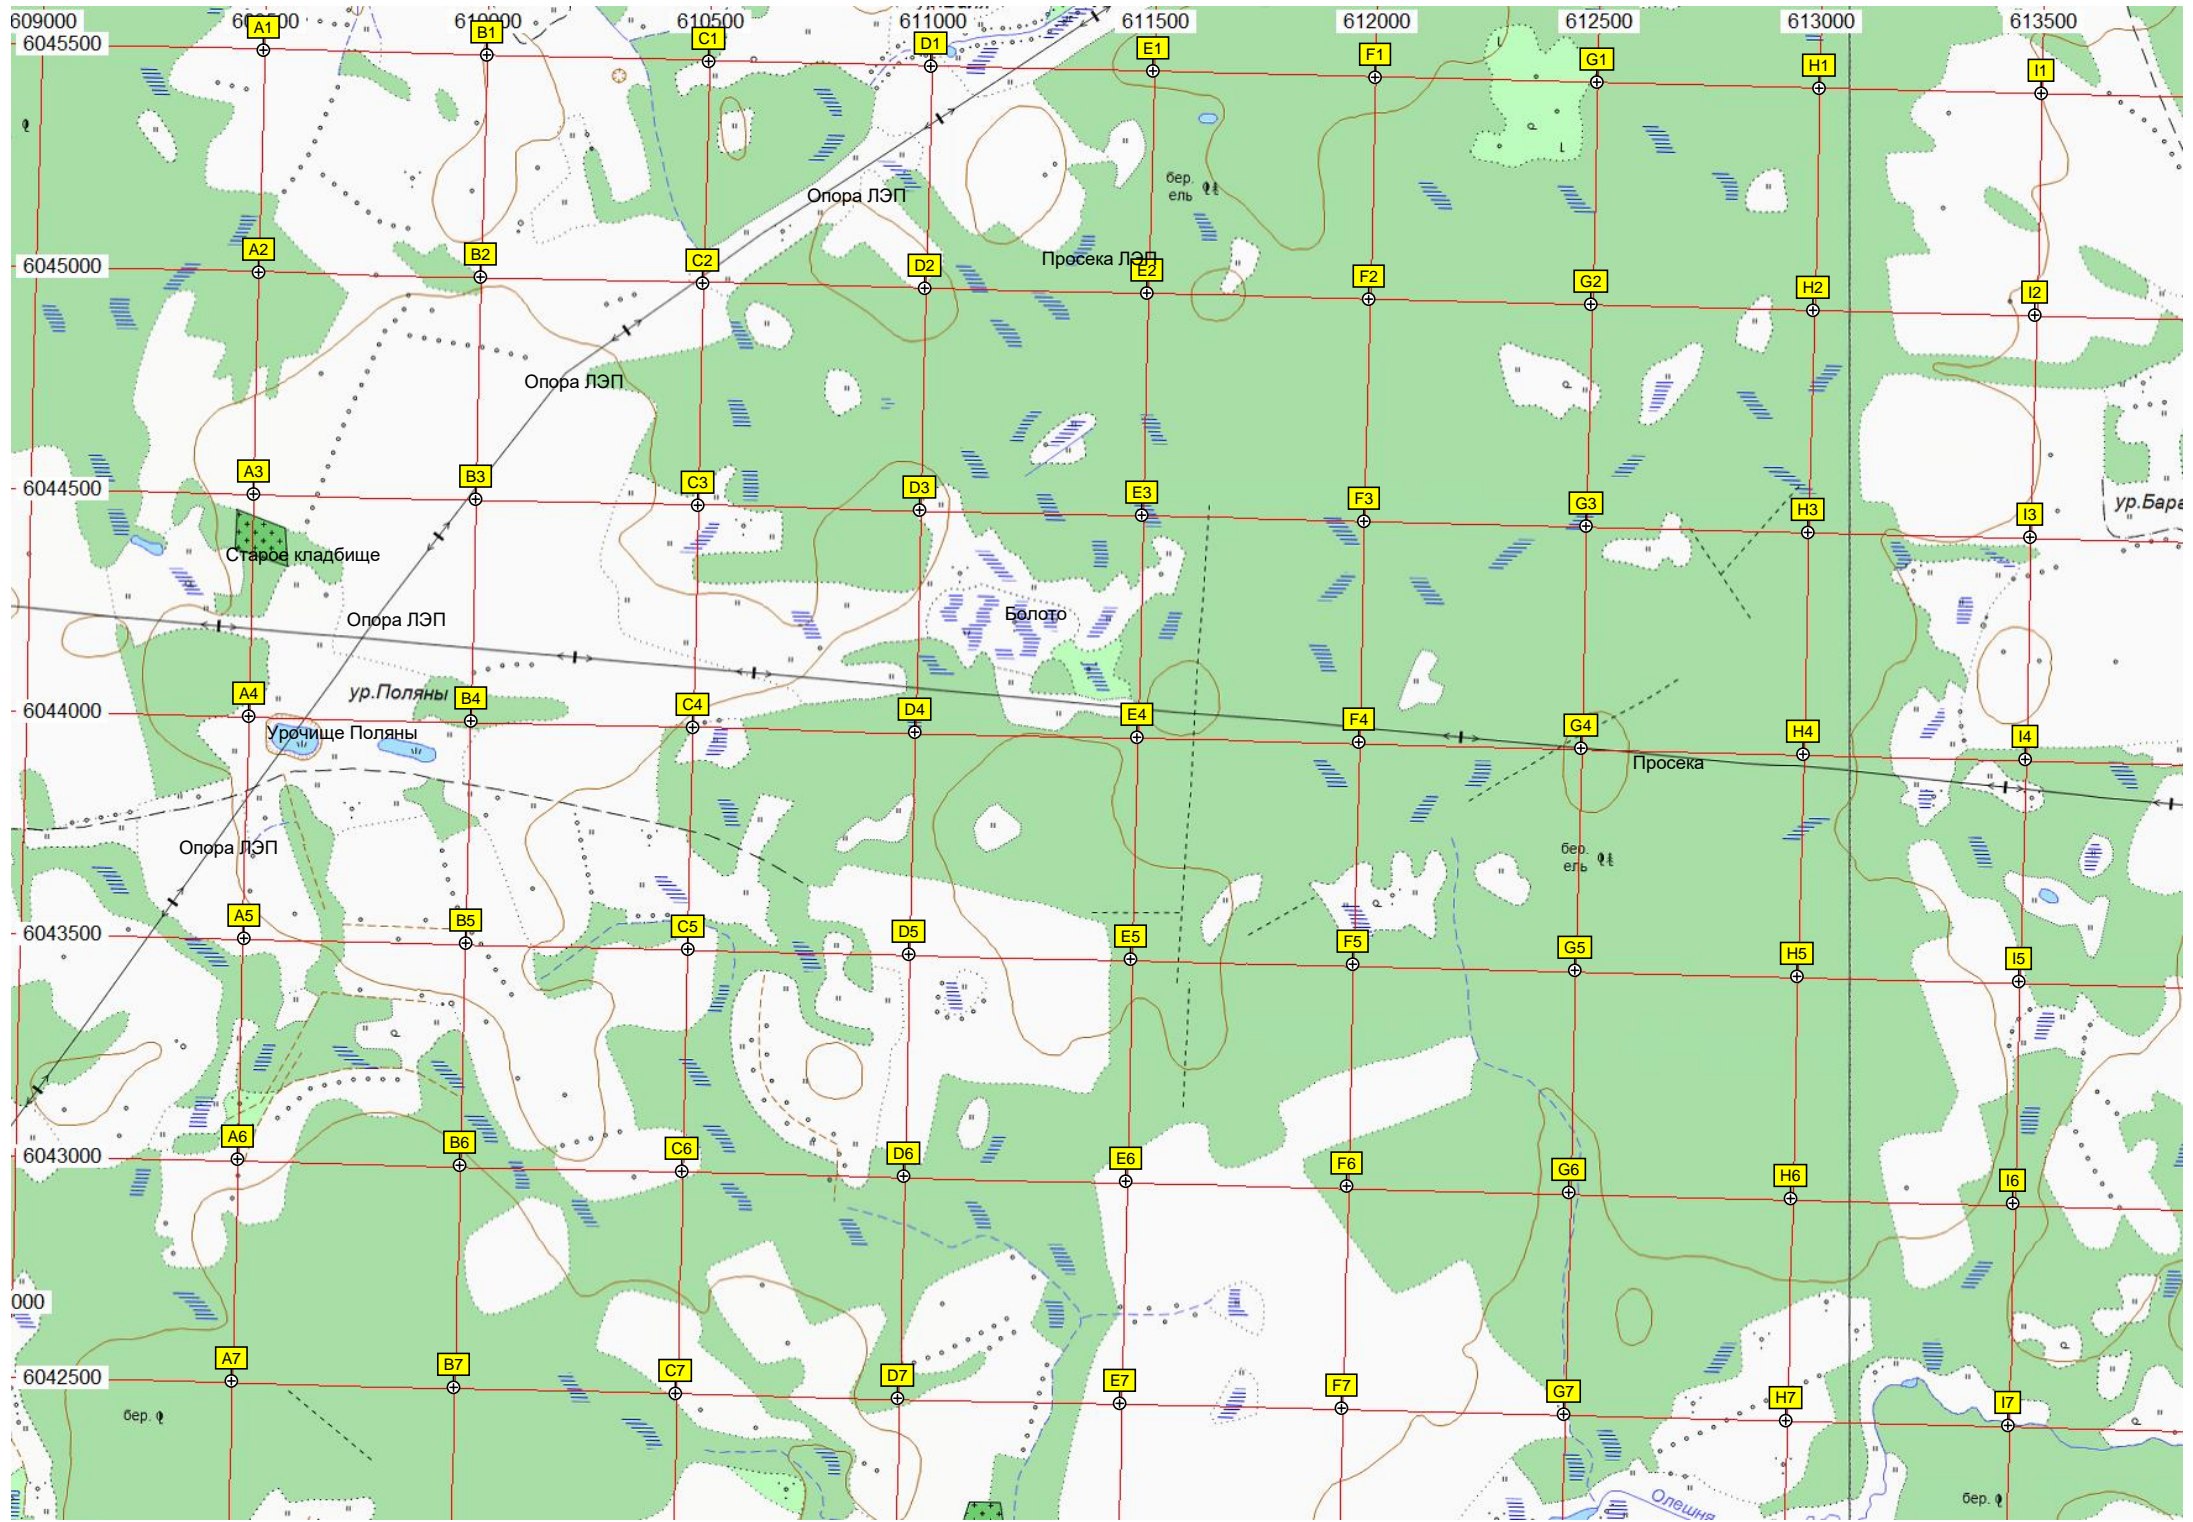 609000
610000
610500
611000
611500
612000
612500
613000
613500
6045500
A1
B1
C1
D1
E1
F1
G1
H1
I1
Опора ЛЭП
бер.
ель
6045000
A2
B2
C2
D2
Просека ЛЭП
E2
F2
G2
H2
I2
Опора ЛЭП
6044500
A3
B3
C3
D3
E3
F3
G3
H3
I3
ур.Бара
Старое кладбище
Опора ЛЭП
Болото
6044000
A4
ур.Поляны
B4
C4
D4
E4
F4
G4
H4
I4
Урочище Поляны
Просека
Опора ЛЭП
бер.
ель
6043500
A5
B5
C5
D5
E5
F5
G5
H5
I5
6043000
A6
B6
C6
D6
E6
F6
G6
H6
I6
000
6042500
A7
B7
C7
D7
E7
F7
G7
H7
I7
бер.
бер.
Олешня